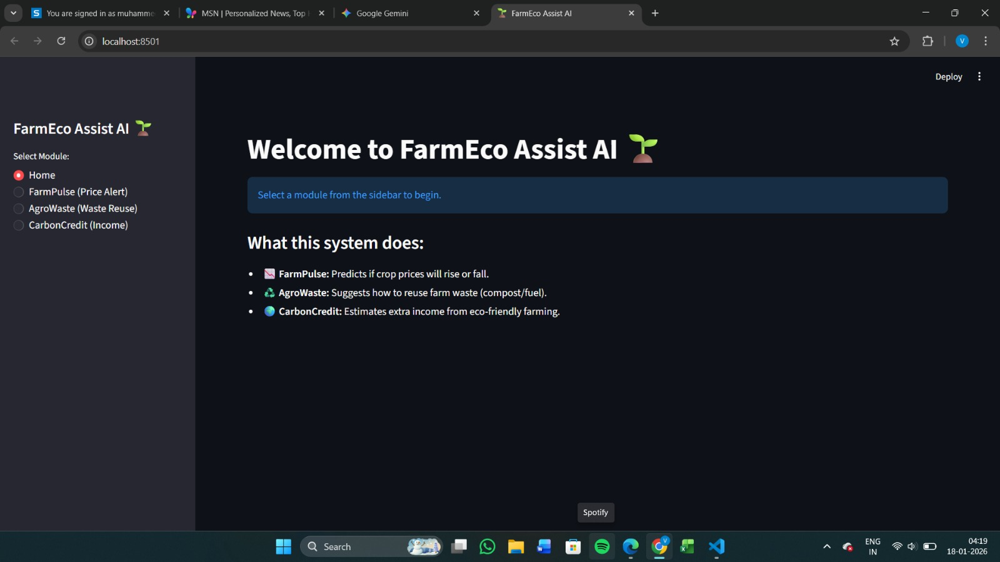 You are signed in as muhamme
MSN | Personalized News, Top
Google Gemini
FarmEco Assist AI
localhost:8501
V
Deploy
FarmEco Assist AI
Select Module:
Home
FarmPulse (Price Alert)
AgroWaste (Waste Reuse)
CarbonCredit (Income)
Welcome to FarmEco Assist AI
Select a module from the sidebar to begin.
What this system does:
FarmPulse: Predicts if crop prices will rise or fall.
AgroWaste: Suggests how to reuse farm waste (compost/fuel).
CarbonCredit: Estimates extra income from eco-friendly farming.
Spotify
Search
ENG
IN
04:19
18-01-2026